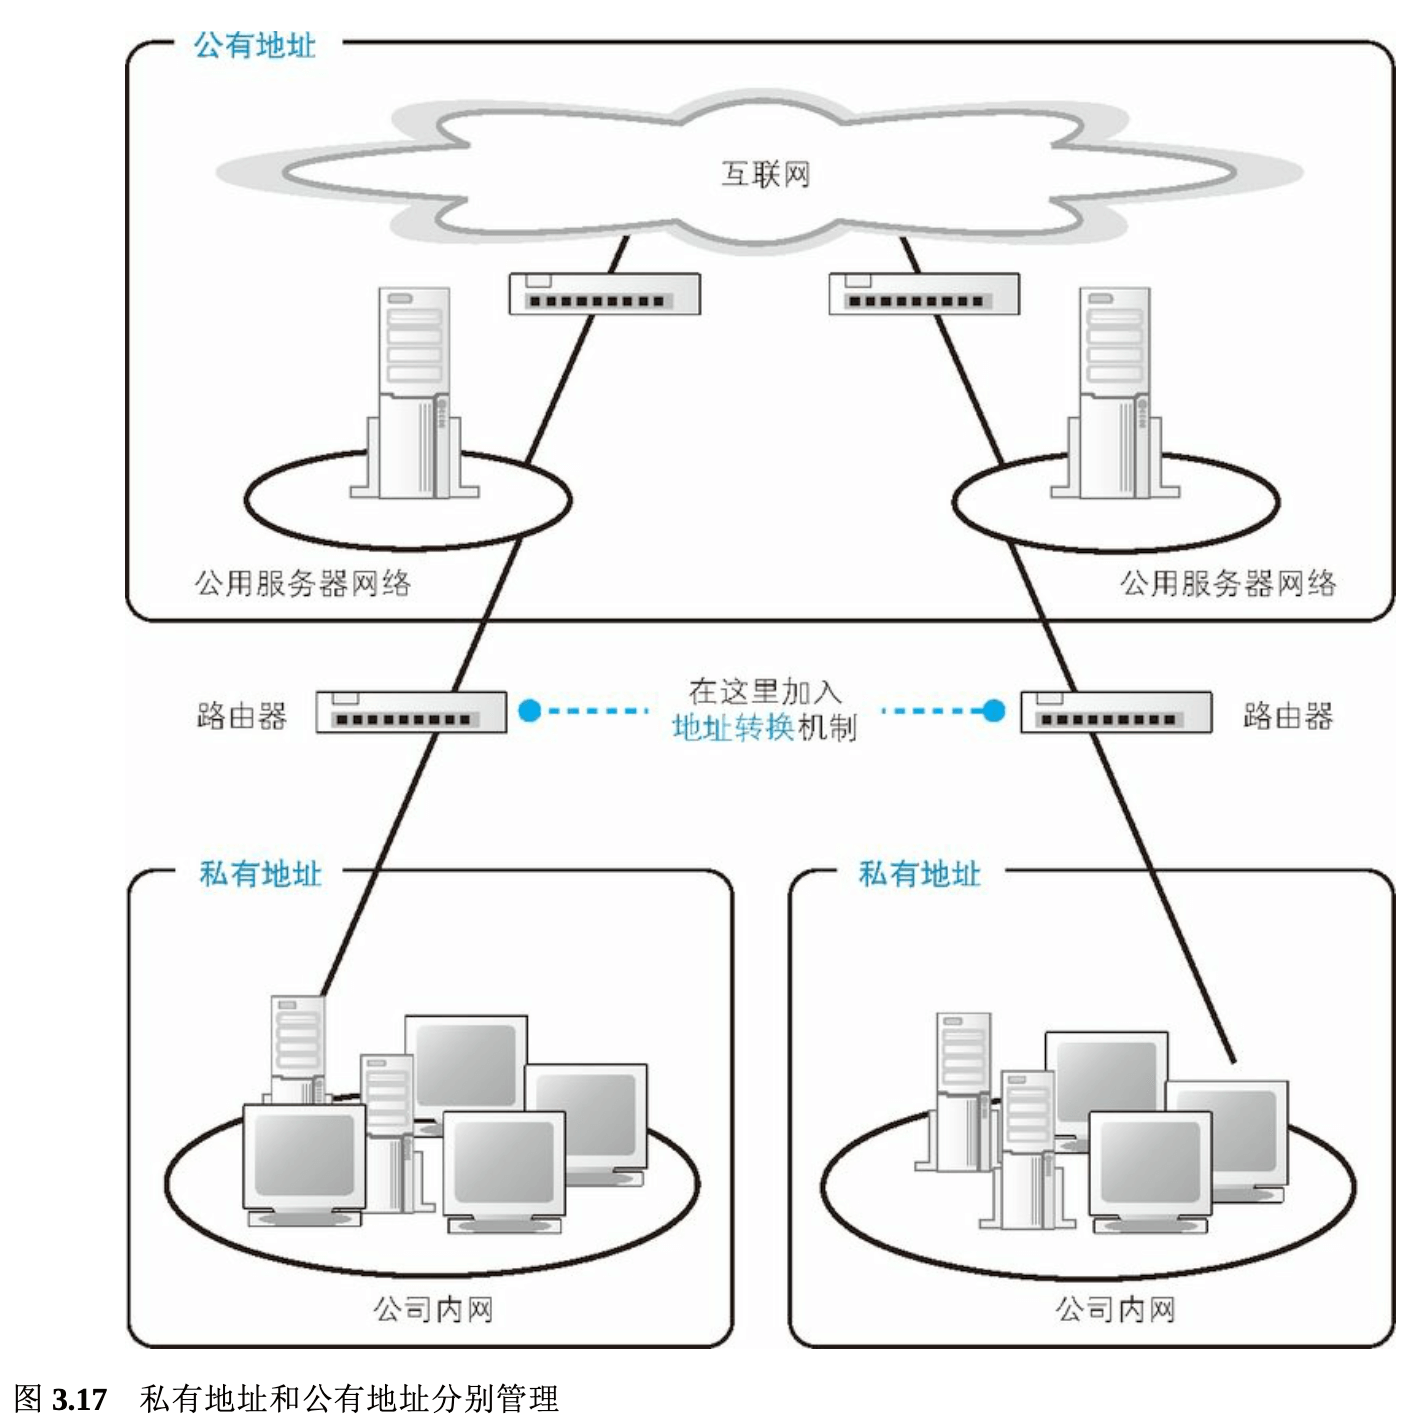 公有地址
互联网
公用服务器网络
公用服务器网络
路由器
在这里加入
地址转换机制
路由器
私有地址
私有地址
公司内网
公司内网
图 3.17 私有地址和公有地址分别管理